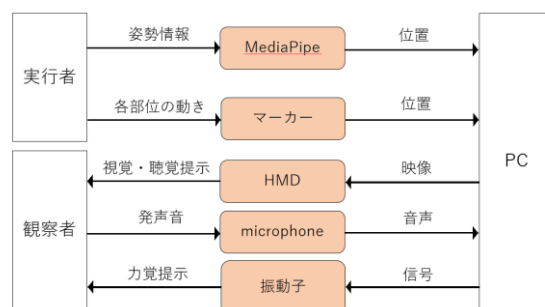 姿勢情報
MediaPipe
位置
実行者
各部位の動き
マーカー
位置
視覚・聴覚提示
HMD
映像
PC
観察者
発声音
microphone
音声
力覚提示
振動子
信号